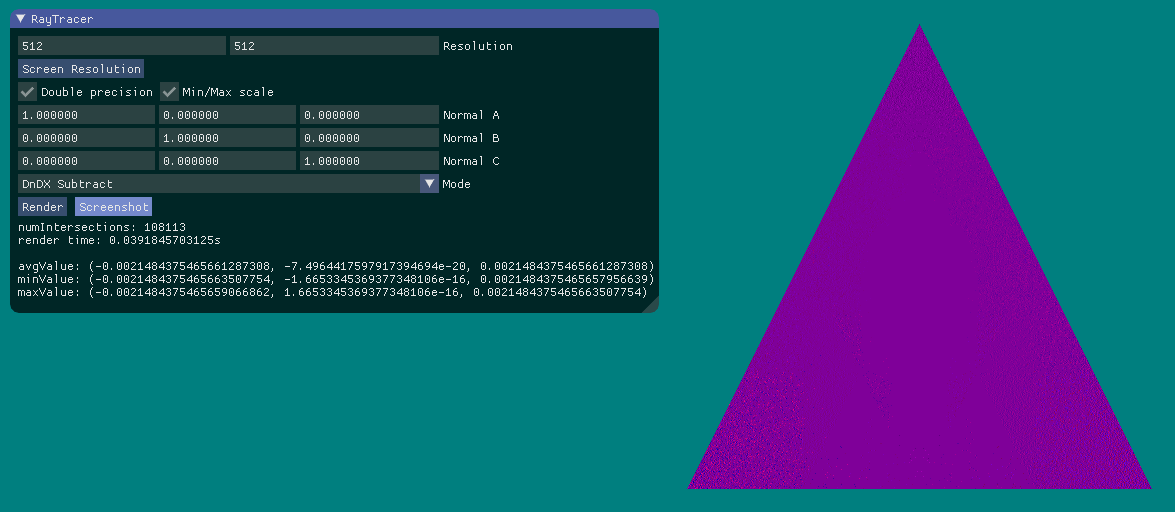 RayTracer
512 512 Resolution
Screen Resolution
Double precision Min/Max scale
1.000000 0.000000 0.000000 Normal A
0.000000 1.000000 0.000000 Normal B
0.000000 0.000000 1.000000 Normal C
DnDX Subtract Mode
Render Screenshot
numIntersections: 108113
render time: 0.0391845703125s
avgValue: (-0.0021484375465661287308, -7.4964417597917394694e-20, 0.0021484375465661287308)
minValue: (-0.0021484375465663507754, -1.6653345369377348106e-16, 0.0021484375465657956639)
maxValue: (-0.0021484375465659066862, 1.6653345369377348106e-16, 0.0021484375465663507754)